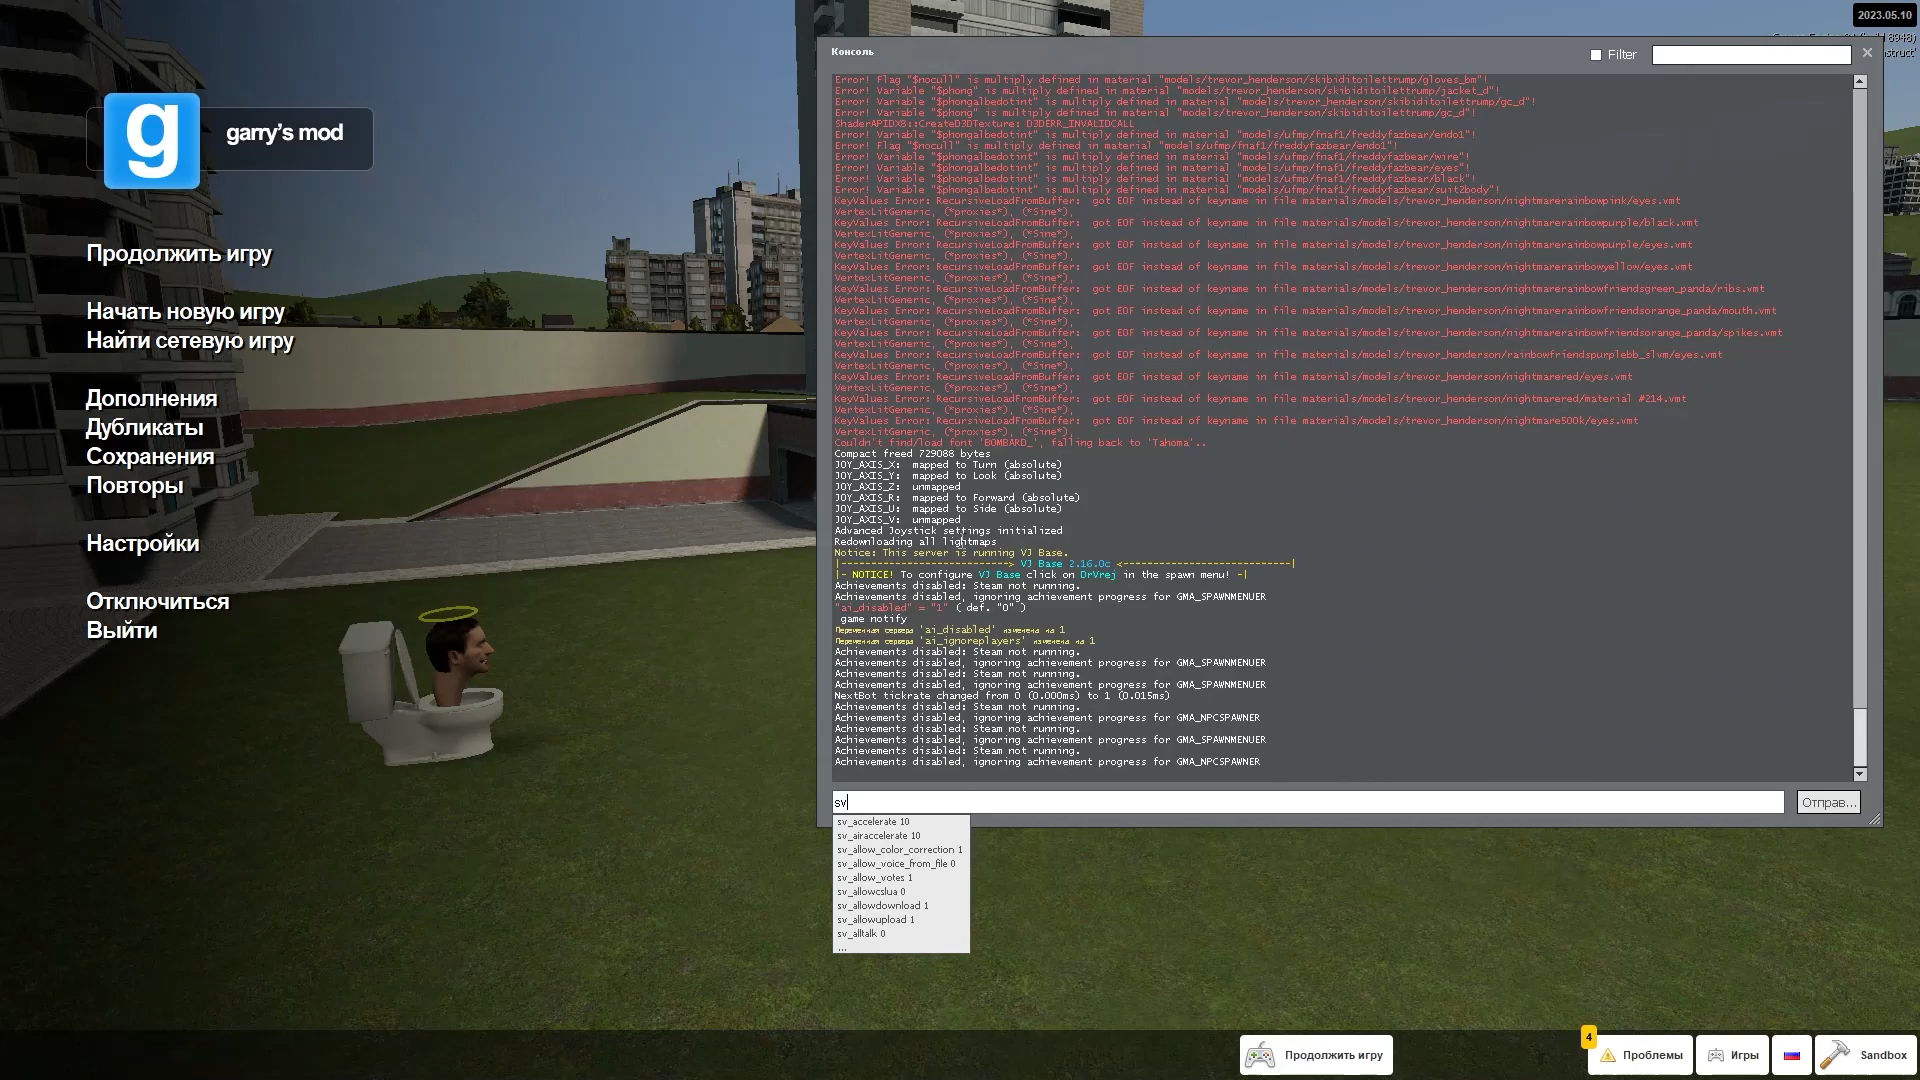 2023.05.10
garry's mod
Продолжить игру
Начать новую игру
Найти сетевую игру
Дополнения
Дубликаты
Сохранения
Повторы
Настройки
Отключиться
Выйти
Консоль
Filter
Error! Flag "$nocull" is multiply defined in material "models/trevor_henderson/skibiditoilettrump/gloves_bm"!
Error! Variable "$phong" is multiply defined in material "models/trevor_henderson/skibiditoilettrump/jacket_d"!
Error! Variable "$phongalbedotint" is multiply defined in material "models/trevor_henderson/skibiditoilettrump/gc_d"!
Error! Variable "$phong" is multiply defined in material "models/trevor_henderson/skibiditoilettrump/gc_d"!
ShaderAPIDX8::CreateD3DTexture: D3DERR_INVALIDCALL
Error! Variable "$phongalbedotint" is multiply defined in material "models/ufmp/fnaf1/freddyfazbear/endo1"!
Error! Flag "$nocull" is multiply defined in material "models/ufmp/fnaf1/freddyfazbear/endo1"!
Error! Variable "$phongalbedotint" is multiply defined in material "models/ufmp/fnaf1/freddyfazbear/wire"!
Error! Variable "$phongalbedotint" is multiply defined in material "models/ufmp/fnaf1/freddyfazbear/eyes"!
Error! Variable "$phongalbedotint" is multiply defined in material "models/ufmp/fnaf1/freddyfazbear/black"!
Error! Variable "$phongalbedotint" is multiply defined in material "models/ufmp/fnaf1/freddyfazbear/suit2body"!
KeyValues Error: RecursiveLoadFromBuffer:  got EOF instead of keyname in file materials/models/trevor_henderson/nightmarerainbowpink/eyes.vmt
VertexLitGeneric, (*proxies*), (*Sine*),
KeyValues Error: RecursiveLoadFromBuffer:  got EOF instead of keyname in file materials/models/trevor_henderson/nightmarerainbowpurple/black.vmt
VertexLitGeneric, (*proxies*), (*Sine*),
KeyValues Error: RecursiveLoadFromBuffer:  got EOF instead of keyname in file materials/models/trevor_henderson/nightmarerainbowpurple/eyes.vmt
VertexLitGeneric, (*proxies*), (*Sine*),
KeyValues Error: RecursiveLoadFromBuffer:  got EOF instead of keyname in file materials/models/trevor_henderson/nightmarerainbowyellow/eyes.vmt
VertexLitGeneric, (*proxies*), (*Sine*),
KeyValues Error: RecursiveLoadFromBuffer:  got EOF instead of keyname in file materials/models/trevor_henderson/nightmarerainbowfriendsgreen_panda/ribs.vmt
VertexLitGeneric, (*proxies*), (*Sine*),
KeyValues Error: RecursiveLoadFromBuffer:  got EOF instead of keyname in file materials/models/trevor_henderson/nightmarerainbowfriendsorange_panda/mouth.vmt
VertexLitGeneric, (*proxies*), (*Sine*),
KeyValues Error: RecursiveLoadFromBuffer:  got EOF instead of keyname in file materials/models/trevor_henderson/nightmarerainbowfriendsorange_panda/spikes.vmt
VertexLitGeneric, (*proxies*), (*Sine*),
KeyValues Error: RecursiveLoadFromBuffer:  got EOF instead of keyname in file materials/models/trevor_henderson/rainbowfriendspurplebb_slvm/eyes.vmt
VertexLitGeneric, (*proxies*), (*Sine*),
KeyValues Error: RecursiveLoadFromBuffer:  got EOF instead of keyname in file materials/models/trevor_henderson/nightmarered/eyes.vmt
VertexLitGeneric, (*proxies*), (*Sine*),
KeyValues Error: RecursiveLoadFromBuffer:  got EOF instead of keyname in file materials/models/trevor_henderson/nightmarered/material #214.vmt
VertexLitGeneric, (*proxies*), (*Sine*),
KeyValues Error: RecursiveLoadFromBuffer:  got EOF instead of keyname in file materials/models/trevor_henderson/nightmare500k/eyes.vmt
VertexLitGeneric, (*proxies*), (*Sine*),
Couldn't find/load font 'BOMBARD_', falling back to 'Tahoma'..
Compact freed 729088 bytes
JOY_AXIS_X:  mapped to Turn (absolute)
JOY_AXIS_Y:  mapped to Look (absolute)
JOY_AXIS_Z:  unmapped
JOY_AXIS_R:  mapped to Forward (absolute)
JOY_AXIS_U:  mapped to Side (absolute)
JOY_AXIS_V:  unmapped
Advanced Joystick settings initialized
Redownloading all lightmaps
Notice: This server is running VJ Base.
|----------------------------> VJ Base 2.16.0c <----------------------------|
|- NOTICE! To configure VJ Base click on DrVrej in the spawn menu! -|
Achievements disabled: Steam not running.
Achievements disabled, ignoring achievement progress for GMA_SPAWNMENUER
"ai_disabled" = "1" ( def. "0" )
game notify
Переменная сервера 'ai_disabled' изменена на 1
Переменная сервера 'ai_ignoreplayers' изменена на 1
Achievements disabled: Steam not running.
Achievements disabled, ignoring achievement progress for GMA_SPAWNMENUER
Achievements disabled: Steam not running.
Achievements disabled, ignoring achievement progress for GMA_SPAWNMENUER
NextBot tickrate changed from 0 (0.000ms) to 1 (0.015ms)
Achievements disabled: Steam not running.
Achievements disabled, ignoring achievement progress for GMA_NPCSPAWNER
Achievements disabled: Steam not running.
Achievements disabled, ignoring achievement progress for GMA_SPAWNMENUER
Achievements disabled: Steam not running.
Achievements disabled, ignoring achievement progress for GMA_NPCSPAWNER
sv
Отправ...
sv_accelerate 10
sv_airaccelerate 10
sv_allow_color_correction 1
sv_allow_voice_from_file 0
sv_allow_votes 1
sv_allowcslua 0
sv_allowdownload 1
sv_allowupload 1
sv_alltalk 0
...
Продолжить игру
4
Проблемы
Игры
Sandbox